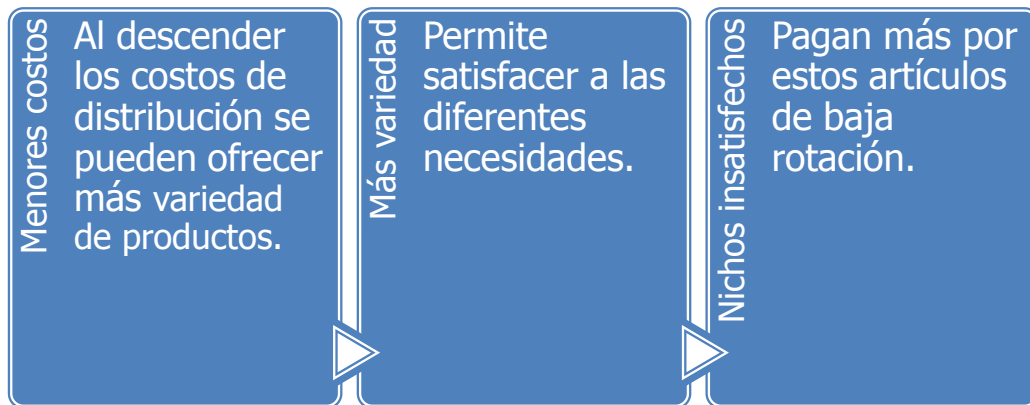 Menores costos
Al descender
los costos de
distribución se
pueden ofrecer
más variedad
de productos.
Más variedad
Permite
satisfacer a las
diferentes
necesidades.
Nichos insatisfechos
Pagan más por
estos artículos
de baja
rotación.